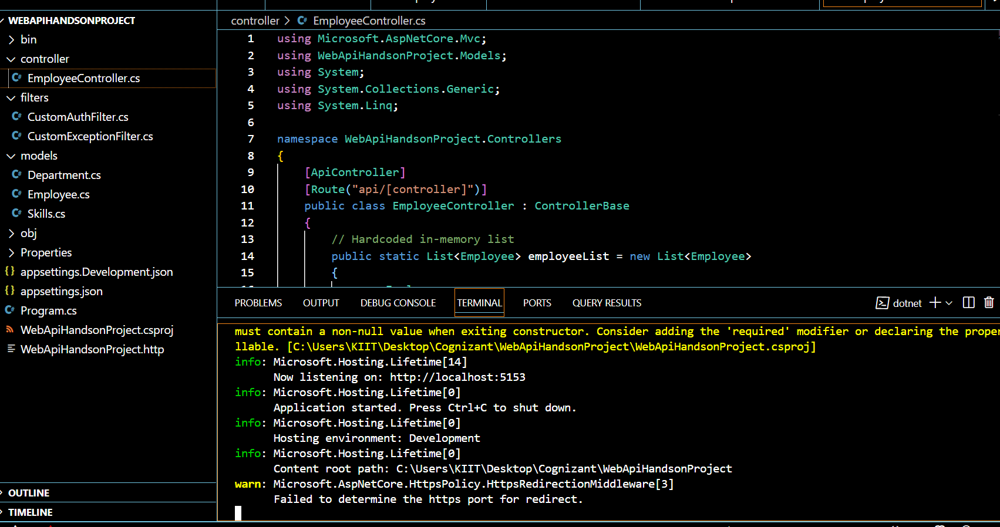 WEBAPIHANDSONPROJECT
bin
controller
EmployeeController.cs
filters
CustomAuthFilter.cs
CustomExceptionFilter.cs
models
Department.cs
Employee.cs
Skills.cs
obj
Properties
{} appsettings.Development.json
{} appsettings.json
Program.cs
WebApiHandsonProject.csproj
WebApiHandsonProject.http
OUTLINE
TIMELINE
controller > EmployeeController.cs
1 using Microsoft.AspNetCore.Mvc;
2 using WebApiHandsonProject.Models;
3 using System;
4 using System.Collections.Generic;
5 using System.Linq;
6
7 namespace WebApiHandsonProject.Controllers
8 {
9 [ApiController]
10 [Route("api/[controller]")]
11 public class EmployeeController : ControllerBase
12 {
13 // Hardcoded in-memory list
14 public static List<Employee> employeeList = new List<Employee>
15 {
PROBLEMS OUTPUT DEBUG CONSOLE TERMINAL PORTS QUERY RESULTS dotnet
must contain a non-null value when exiting constructor. Consider adding the 'required' modifier or declaring the proper
llable. [C:\Users\KIIT\Desktop\Cognizant\WebApiHandsonProject\WebApiHandsonProject.csproj]
info: Microsoft.Hosting.Lifetime[14]
Now listening on: http://localhost:5153
info: Microsoft.Hosting.Lifetime[0]
Application started. Press Ctrl+C to shut down.
info: Microsoft.Hosting.Lifetime[0]
Hosting environment: Development
info: Microsoft.Hosting.Lifetime[0]
Content root path: C:\Users\KIIT\Desktop\Cognizant\WebApiHandsonProject
warn: Microsoft.AspNetCore.HttpsPolicy.HttpsRedirectionMiddleware[3]
Failed to determine the https port for redirect.